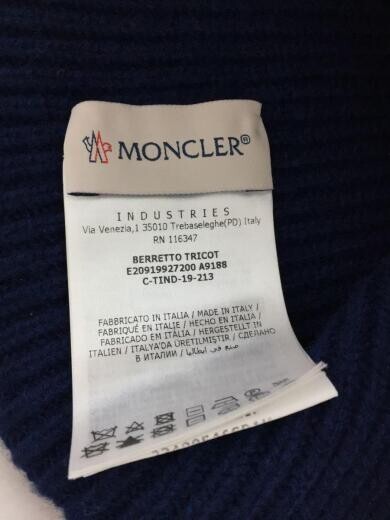 MONCLER®
INDUSTRIES
Via Venezia,1 35010 Trebaseleghe(PD) Italy
RN 116347
BERRETTO TRICOT
E20919927200 A9188
C-TIND-19-213
FABBRICATO IN ITALIA / MADE IN ITALY /
FABRIQUÉ EN ITALIE / HECHO EN ITALIA /
FABRICADO EM ITÁLIA / HERGESTELLT IN
ITALIEN / ITALYA'DA ÜRETILMIŞTIR / СДЕЛАНО
В ИТАЛИИ / صنع في ايطاليا